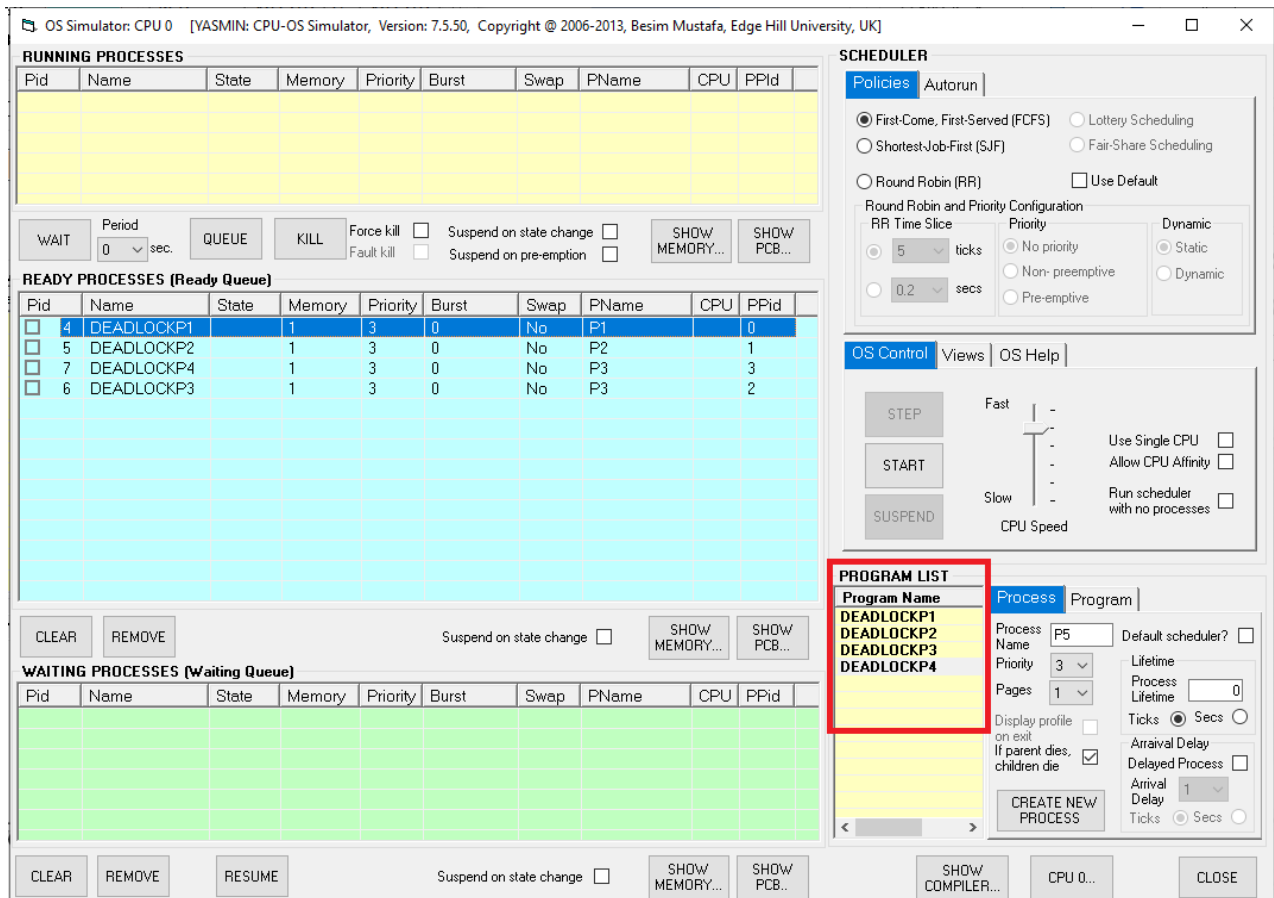 OS Simulator: CPU 0 [YASMIN: CPU-OS Simulator, Version: 7.5.50, Copyright @ 2006-2013, Besim Mustafa, Edge Hill University, UK]
RUNNING PROCESSES
Pid Name State Memory Priority Burst Swap PName CPU PPId
WAIT
Period
0 sec.
QUEUE
KILL
Force kill
Fault kill
Suspend on state change
Suspend on pre-emption
SHOW
MEMORY...
SHOW
PCB...
READY PROCESSES (Ready Queue)
Pid Name State Memory Priority Burst Swap PName CPU PPId
4 DEADLOCKP1 1 3 0 No P1 0
5 DEADLOCKP2 1 3 0 No P2 1
7 DEADLOCKP4 1 3 0 No P3 3
6 DEADLOCKP3 1 3 0 No P3 2
CLEAR
REMOVE
Suspend on state change
SHOW
MEMORY...
SHOW
PCB...
WAITING PROCESSES (Waiting Queue)
Pid Name State Memory Priority Burst Swap PName CPU PPid
CLEAR
REMOVE
RESUME
Suspend on state change
SHOW
MEMORY...
SHOW
PCB..
SCHEDULER
Policies Autorun
First-Come, First-Served (FCFS) Lottery Scheduling
Shortest-Job-First (SJF) Fair-Share Scheduling
Round Robin (RR) Use Default
Round Robin and Priority Configuration
RR Time Slice
5 ticks
0.2 secs
Priority
No priority
Non- preemptive
Pre-emptive
Dynamic
Static
Dynamic
OS Control Views OS Help
STEP
START
SUSPEND
Fast
Slow
CPU Speed
Use Single CPU
Allow CPU Affinity
Run scheduler
with no processes
PROGRAM LIST
Program Name
DEADLOCKP1
DEADLOCKP2
DEADLOCKP3
DEADLOCKP4
Process Program
Process
Name P5
Priority 3
Pages 1
Display profile
on exit
If parent dies,
children die
CREATE NEW
PROCESS
Default scheduler?
Lifetime
Process
Lifetime 0
Ticks Secs
Arraival Delay
Delayed Process
Arrival
Delay 1
Ticks Secs
SHOW
COMPILER...
CPU 0...
CLOSE